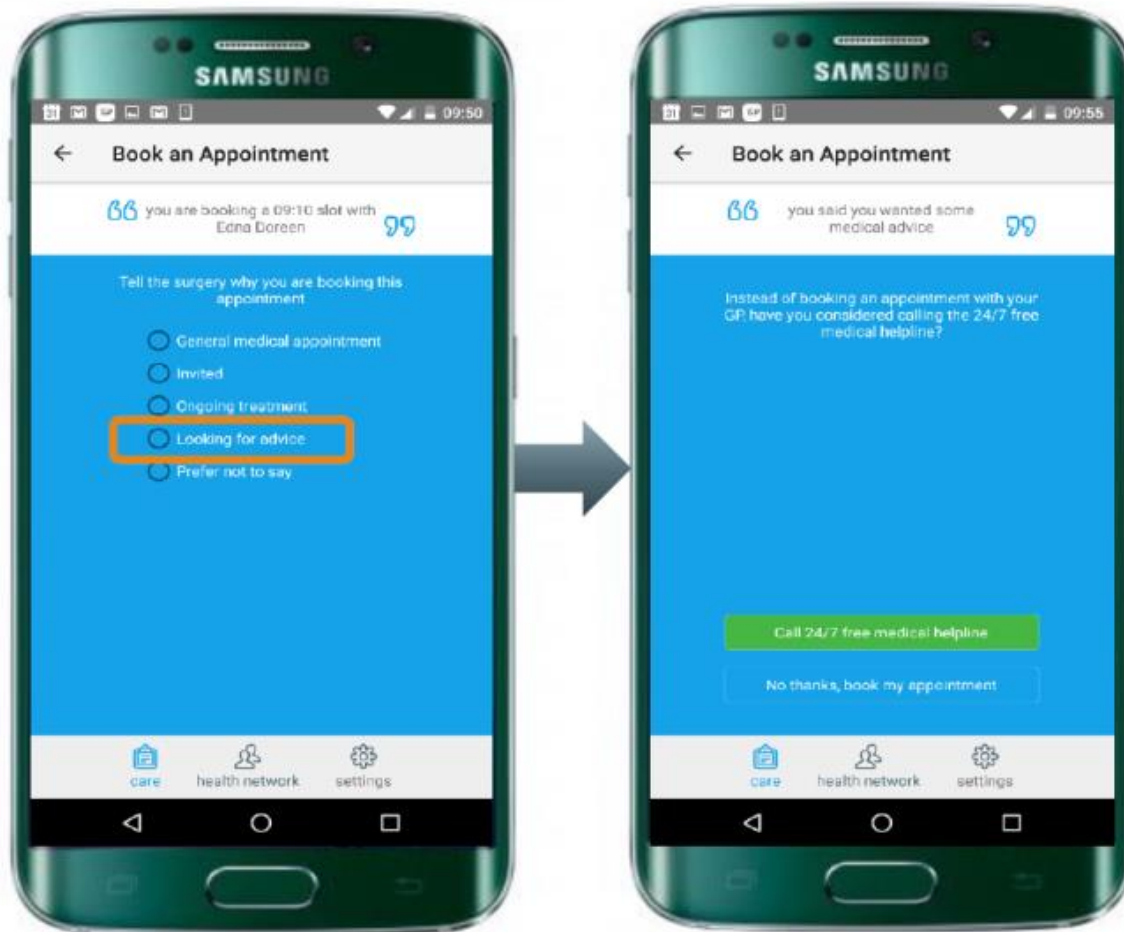 SAMSUNG
31
GP
09:50
Book an Appointment
you are booking a 09:10 slot with
Edna Doreen
Tell the surgery why you are booking this
appointment
General medical appointment
Invited
Ongoing treatment
Looking for advice
Prefer not to say
care
health network
settings
SAMSUNG
31
GP
09:55
Book an Appointment
you said you wanted some
medical advice
Instead of booking an appointment with your
GP, have you considered calling the 24/7 free
medical helpline?
Call 24/7 free medical helpline
No thanks, book my appointment
care
health network
settings